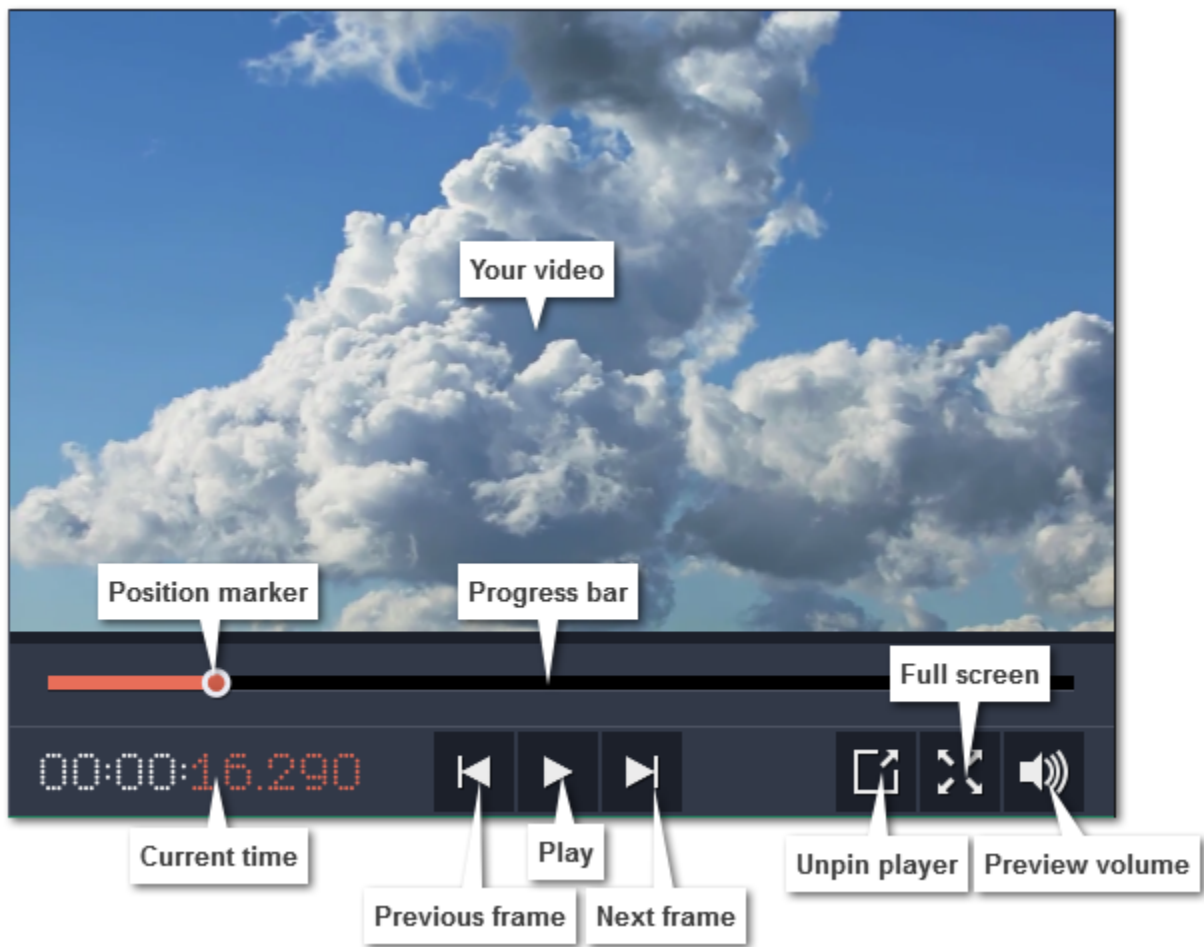 Your video
Position marker
Progress bar
Full screen
00:00:16.290
Current time
Play
Unpin player
Preview volume
Previous frame
Next frame